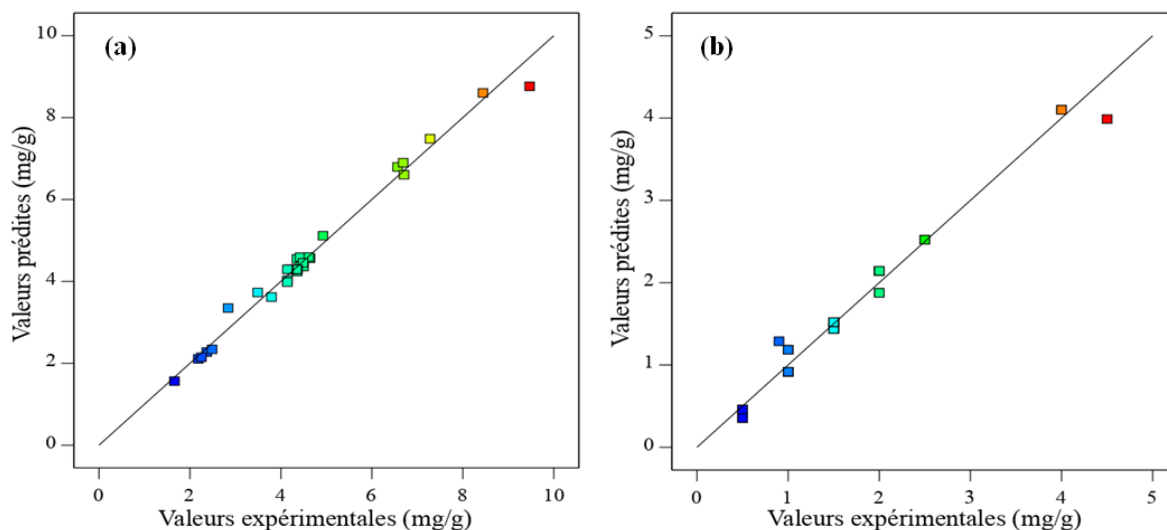 (a)
Valeurs prédites (mg/g)
10
8
6
4
2
0
0 2 4 6 8 10
Valeurs expérimentales (mg/g)
(b)
Valeurs prédites (mg/g)
5
4
3
2
1
0
0 1 2 3 4 5
Valeurs expérimentales (mg/g)